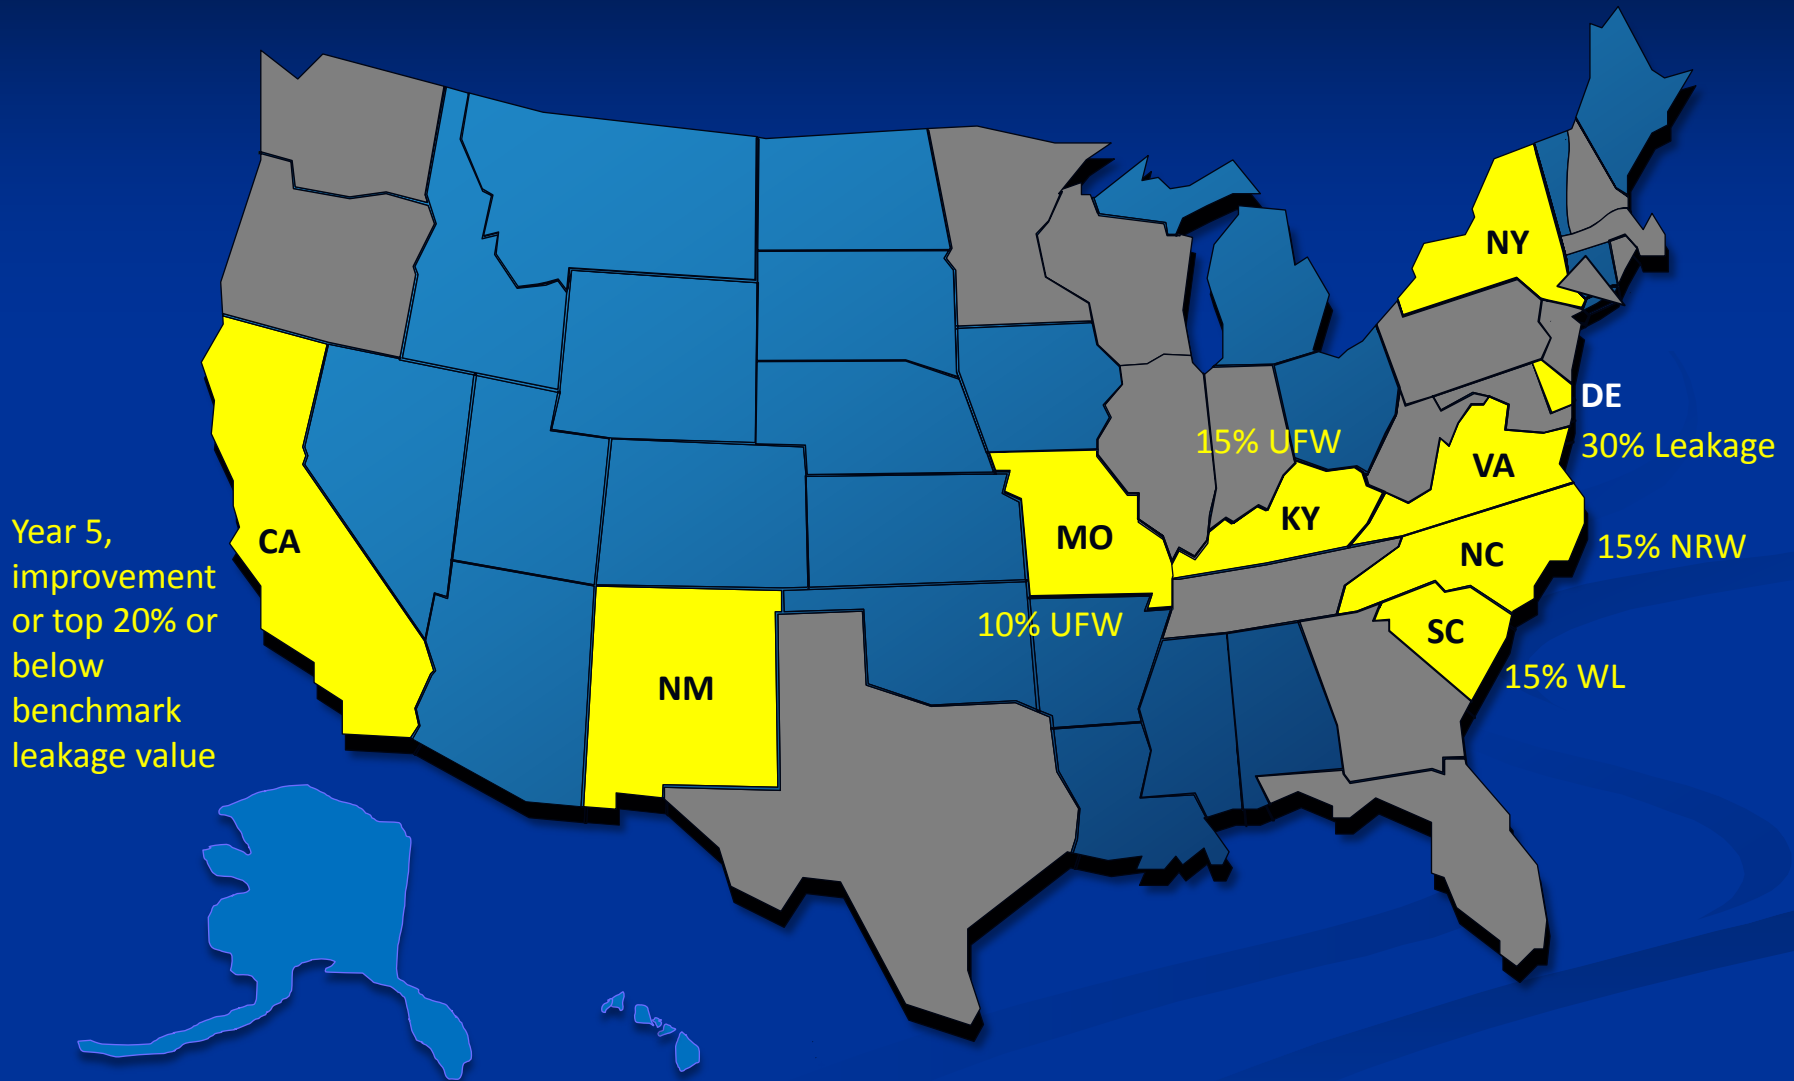 NY
DE
15% UFW
30% Leakage
VA
Year 5,
improvement
or top 20% or
below
benchmark
leakage value
CA
MO
KY
NC
15% NRW
10% UFW
SC
NM
15% WL